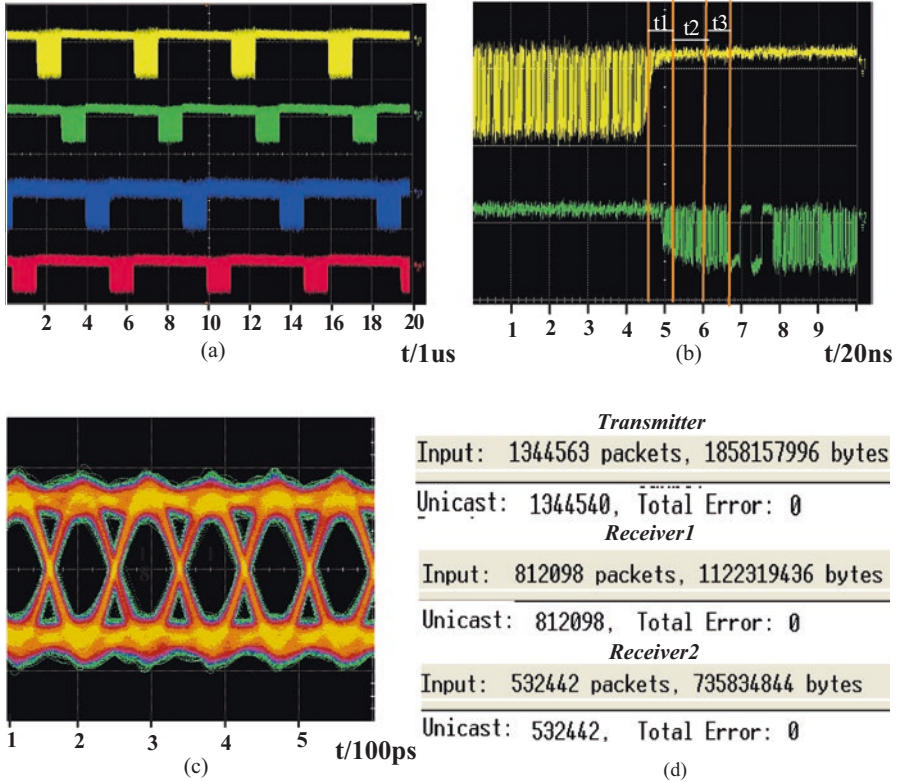 t1 t2 t3
2 4 6 8 10 12 14 16 18 20
t/1us
(a)
1 2 3 4 5 6 7 8 9
t/20ns
(b)
1 2 3 4 5
t/100ps
(c)
Transmitter
Input: 1344563 packets, 1858157996 bytes
Unicast: 1344540, Total Error: 0
Receiver1
Input: 812098 packets, 1122319436 bytes
Unicast: 812098, Total Error: 0
Receiver2
Input: 532442 packets, 735834844 bytes
Unicast: 532442, Total Error: 0
(d)